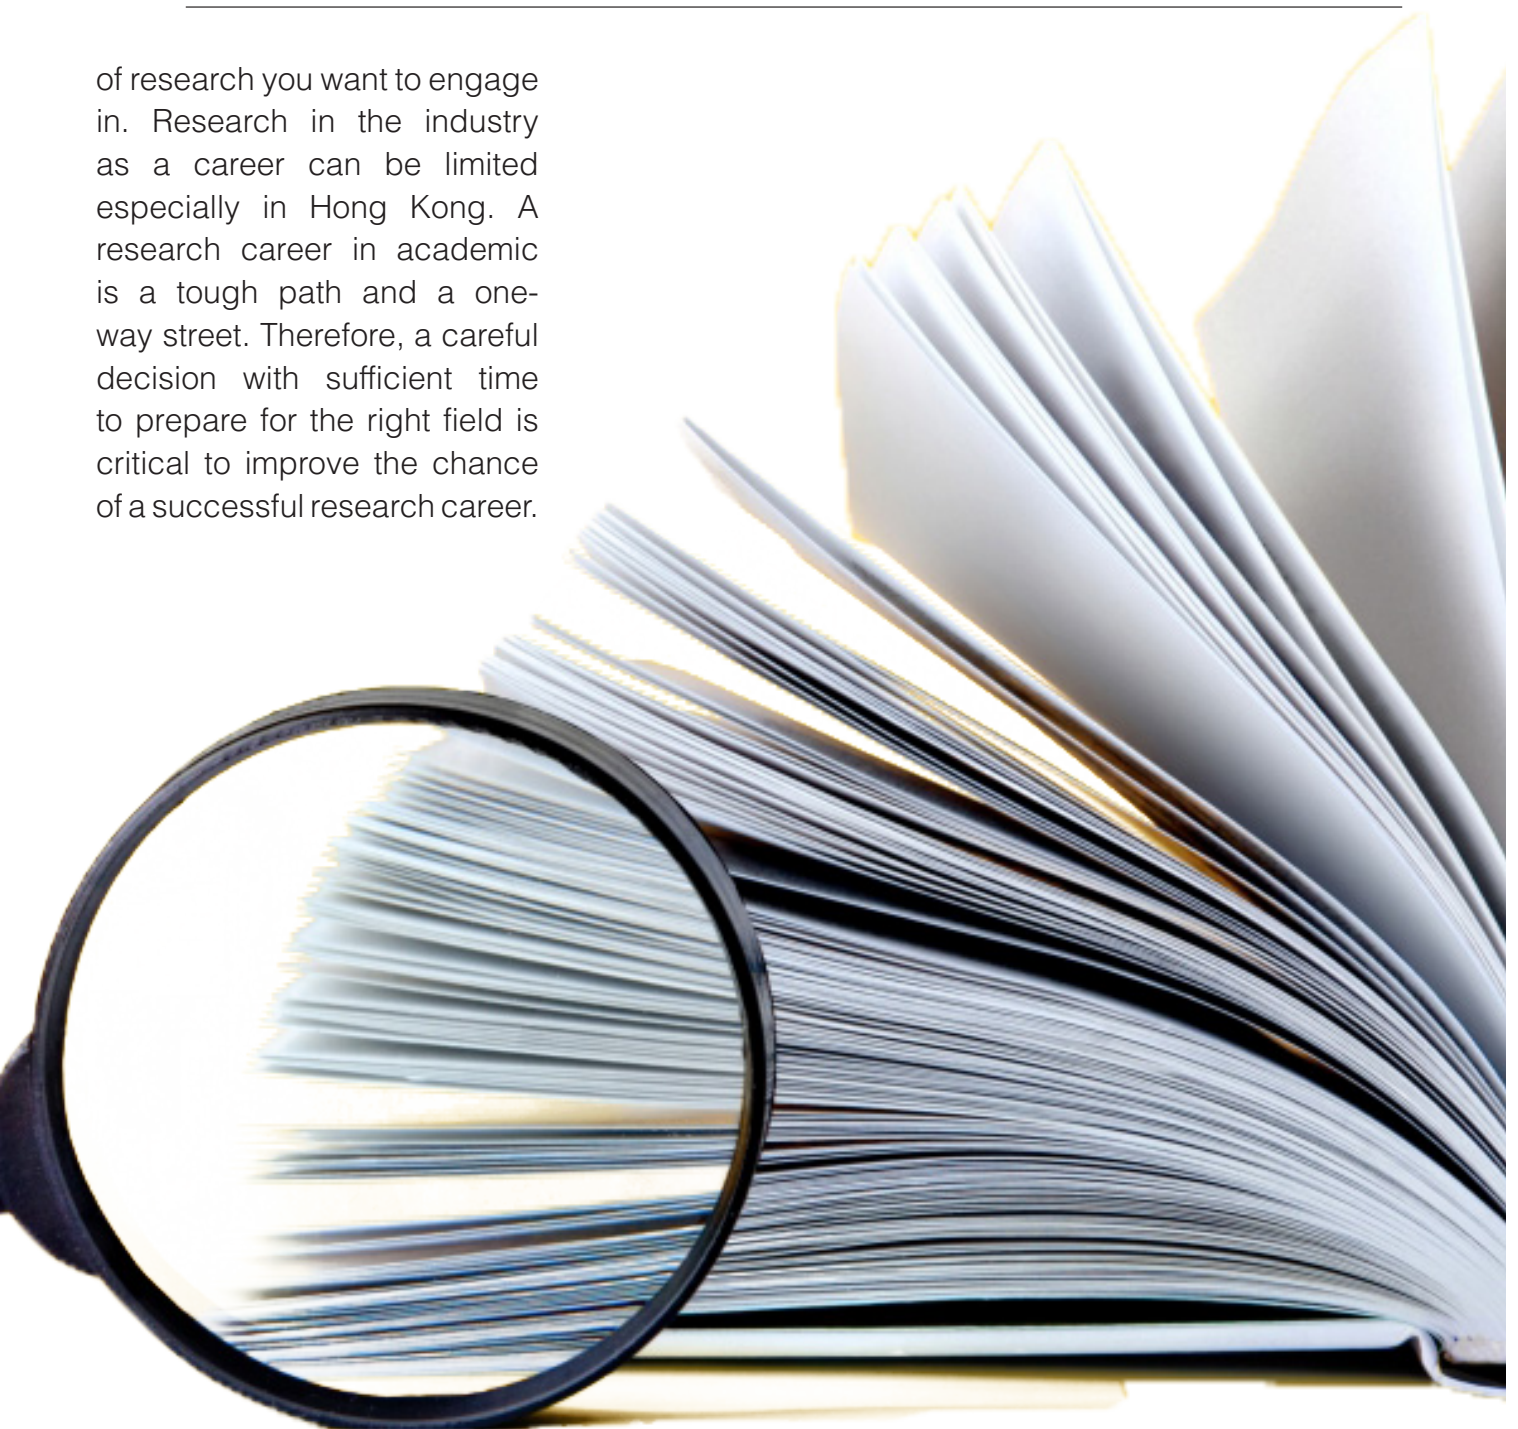 of research you want to engage
in. Research in the industry
as a career can be limited
especially in Hong Kong. A
research career in academic
is a tough path and a one-
way street. Therefore, a careful
decision with sufficient time
to prepare for the right field is
critical to improve the chance
of a successful research career.